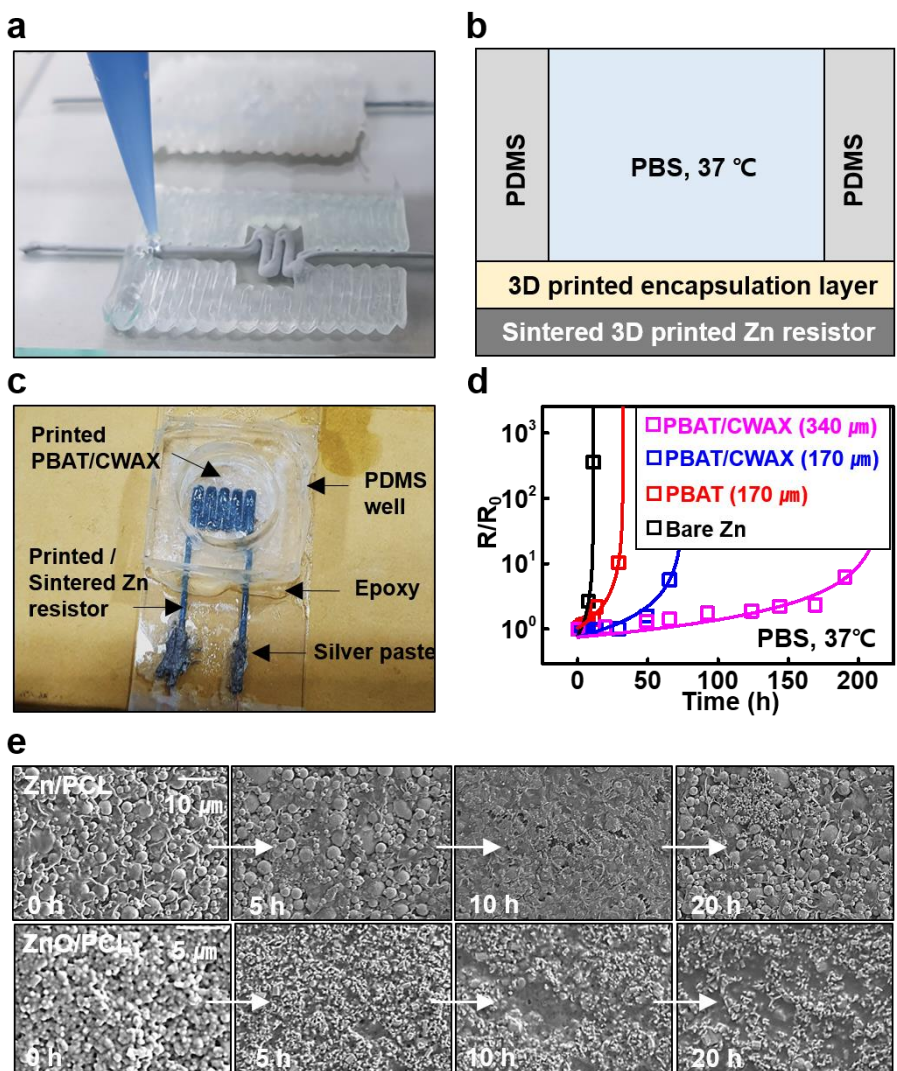 a
b
PDMS
PBS, 37 ℃
PDMS
3D printed encapsulation layer
Sintered 3D printed Zn resistor
c
Printed
PBAT/CWAX
PDMS
well
Printed /
Sintered Zn
resistor
Epoxy
Silver paste
d
R/R0
10³
10²
10¹
10⁰
PBAT/CWAX (340 ㎛)
PBAT/CWAX (170 ㎛)
PBAT (170 ㎛)
Bare Zn
PBS, 37℃
0 50 100 150 200
Time (h)
e
Zn/PCL
10 ㎛
0 h
5 h
10 h
20 h
ZnO/PCL
5 ㎛
0 h
5 h
10 h
20 h